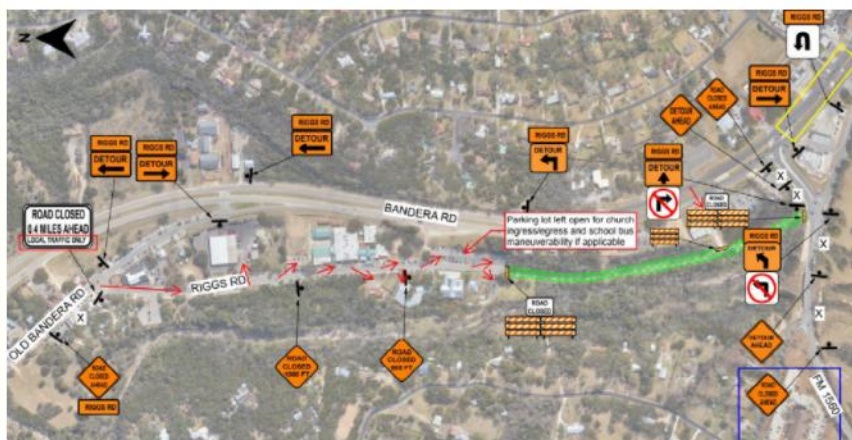 N
RIGGS RD
RIGGS RD
DETOUR
ROAD
CLOSED
AHEAD
DETOUR
AHEAD
RIGGS RD
DETOUR
RIGGS RD
DETOUR
RIGGS RD
DETOUR
RIGGS RD
DETOUR
RIGGS RD
DETOUR
ROAD CLOSED
0.4 MILES AHEAD
LOCAL TRAFFIC ONLY
BANDERA RD
Parking lot left open for church
ingress/egress and school bus
maneuverability if applicable
ROAD
CLOSED
X
X
X
X
X
X
RIGGS RD
DETOUR
RIGGS RD
OLD BANDERA RD
ROAD
CLOSED
ROAD
CLOSED
AHEAD
RIGGS RD
ROAD
CLOSED
1000 FT
ROAD
CLOSED
500 FT
DETOUR
AHEAD
ROAD
CLOSED
AHEAD
FM 1560